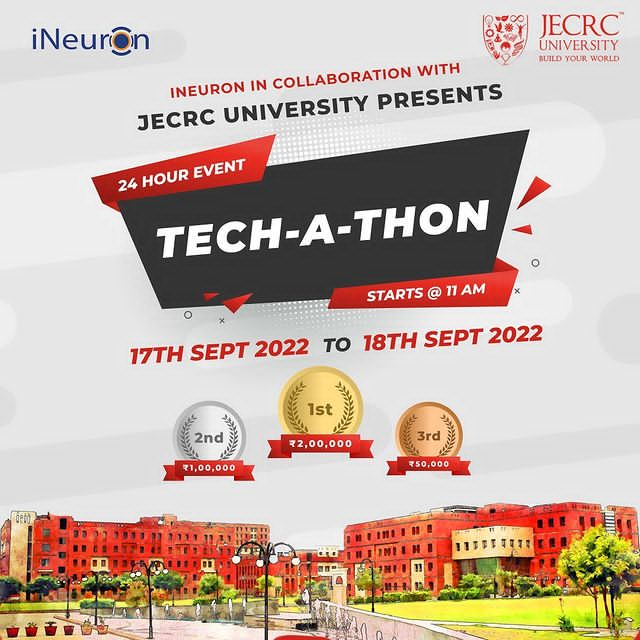 iNeuron
JECRC™
UNIVERSITY
BUILD YOUR WORLD
INEURON IN COLLABORATION WITH
JECRC UNIVERSITY PRESENTS
24 HOUR EVENT
TECH-A-THON
STARTS @ 11 AM
17TH SEPT 2022 TO 18TH SEPT 2022
1st
₹2,00,000
2nd
₹1,00,000
3rd
₹50,000